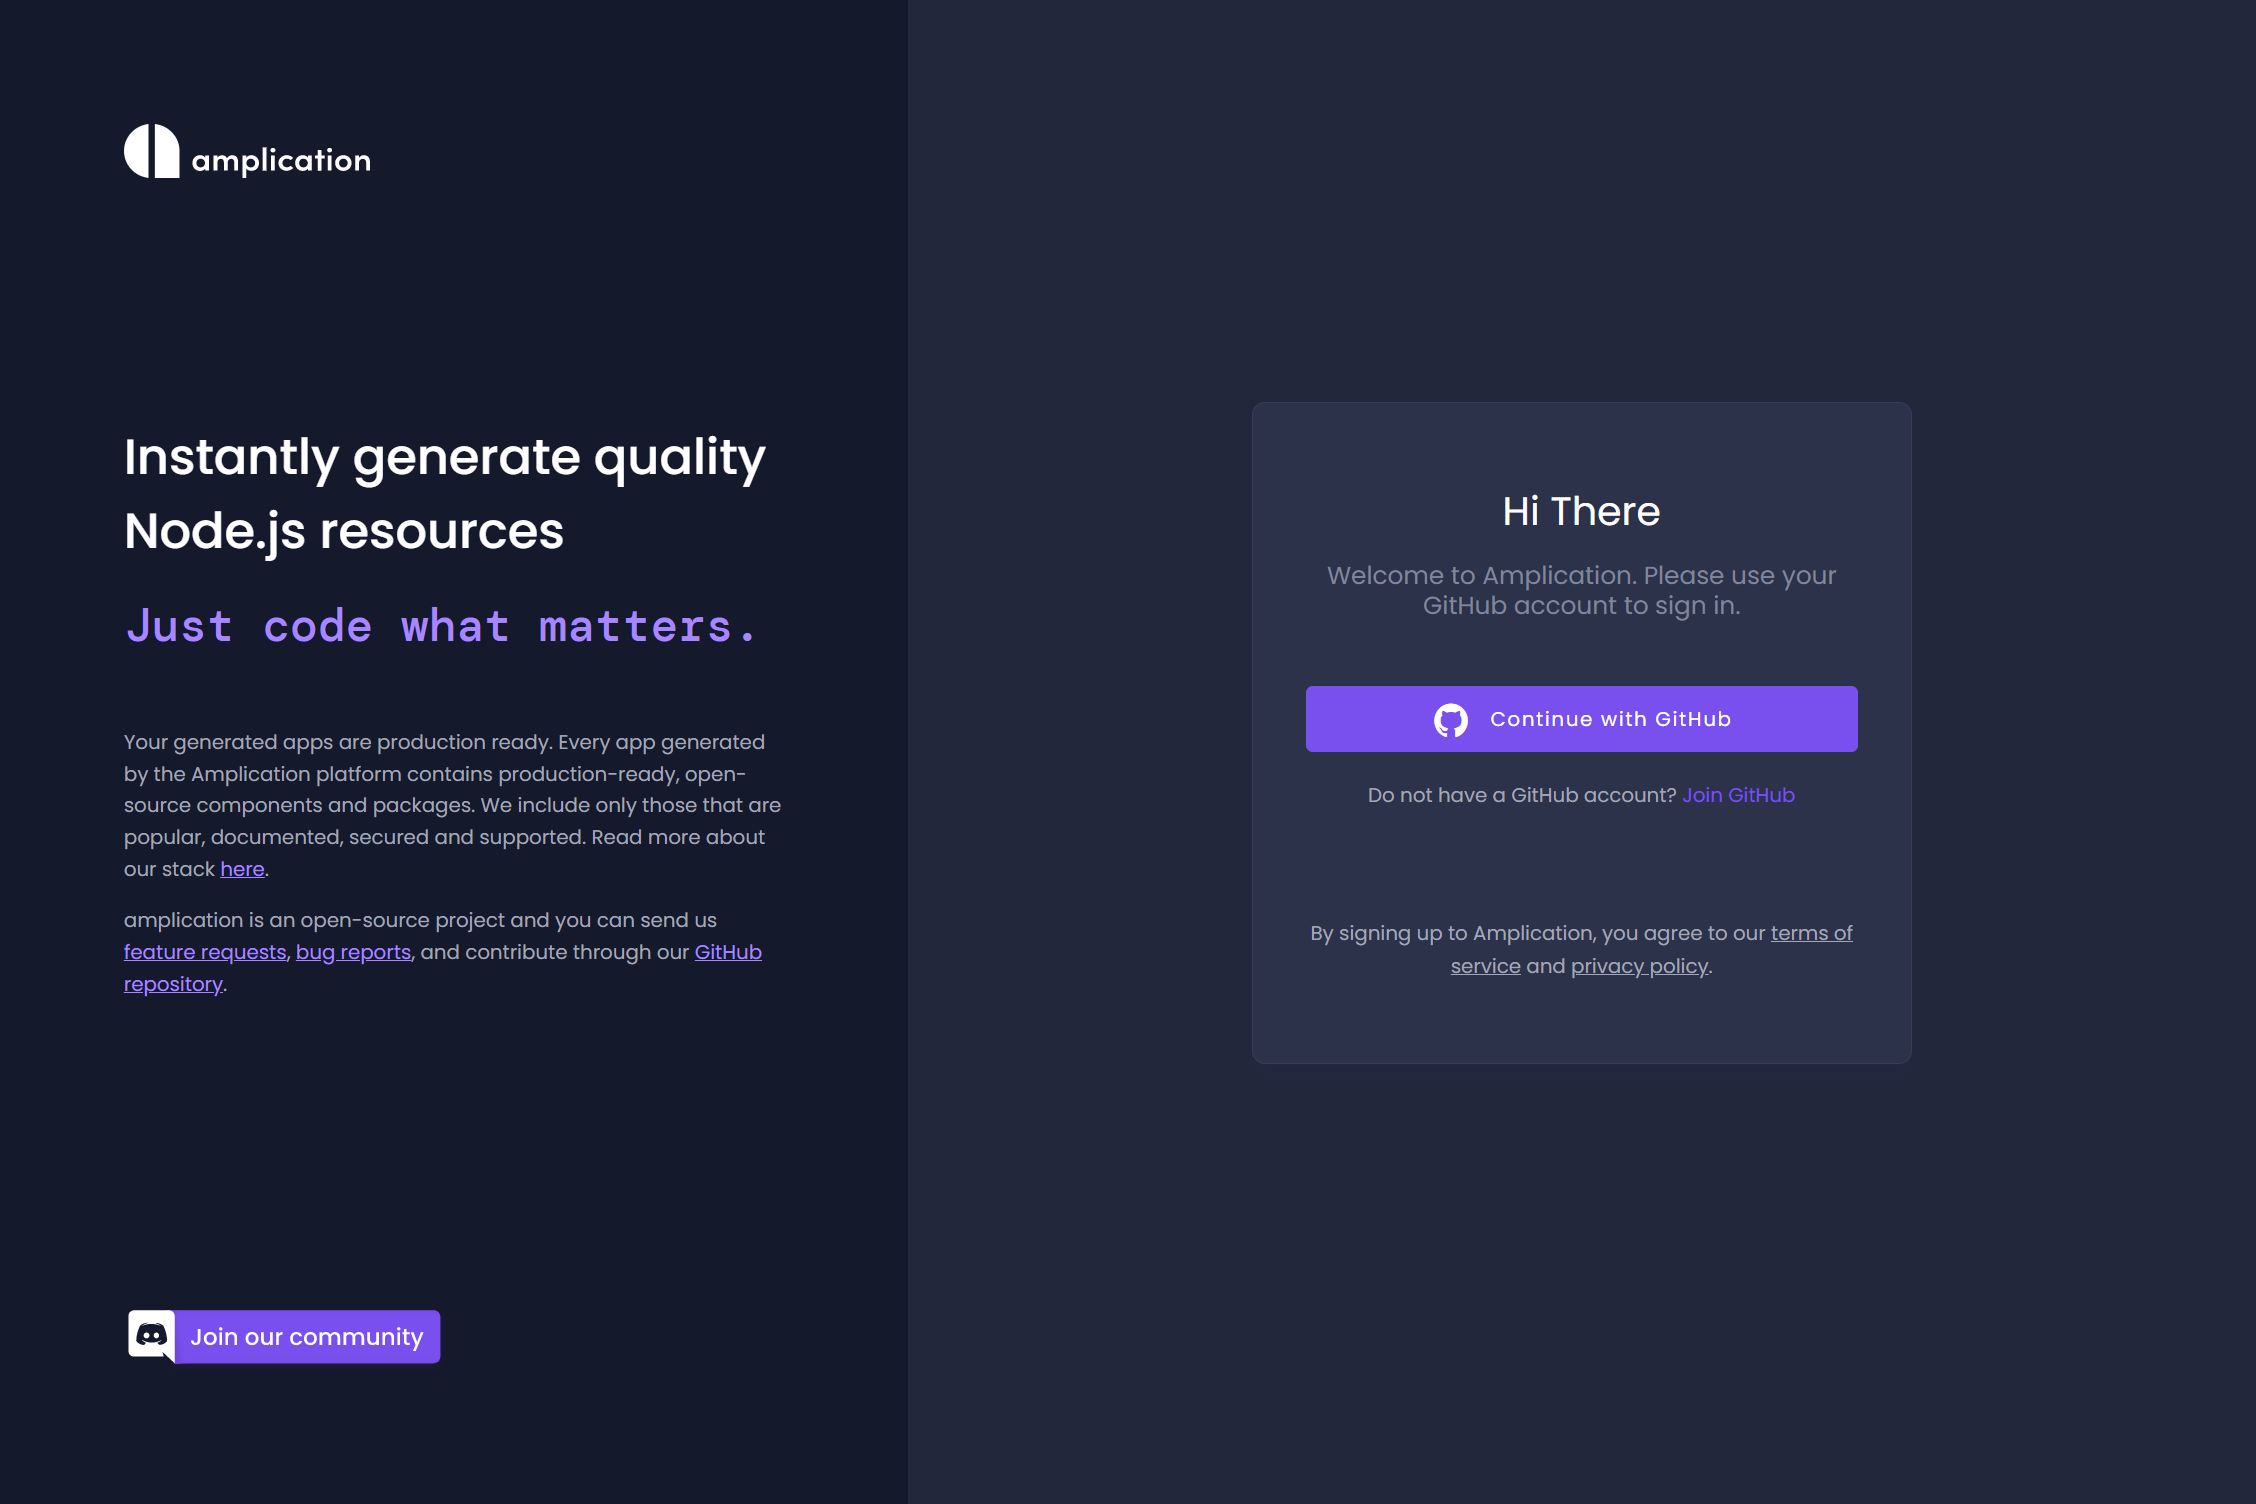 amplication
Instantly generate quality
Node.js resources
Just code what matters.
Your generated apps are production ready. Every app generated
by the Amplication platform contains production-ready, open-
source components and packages. We include only those that are
popular, documented, secured and supported. Read more about
our stack here.
amplication is an open-source project and you can send us
feature requests, bug reports, and contribute through our GitHub
repository.
Join our community
Hi There
Welcome to Amplication. Please use your
GitHub account to sign in.
Continue with GitHub
Do not have a GitHub account? Join GitHub
By signing up to Amplication, you agree to our terms of
service and privacy policy.